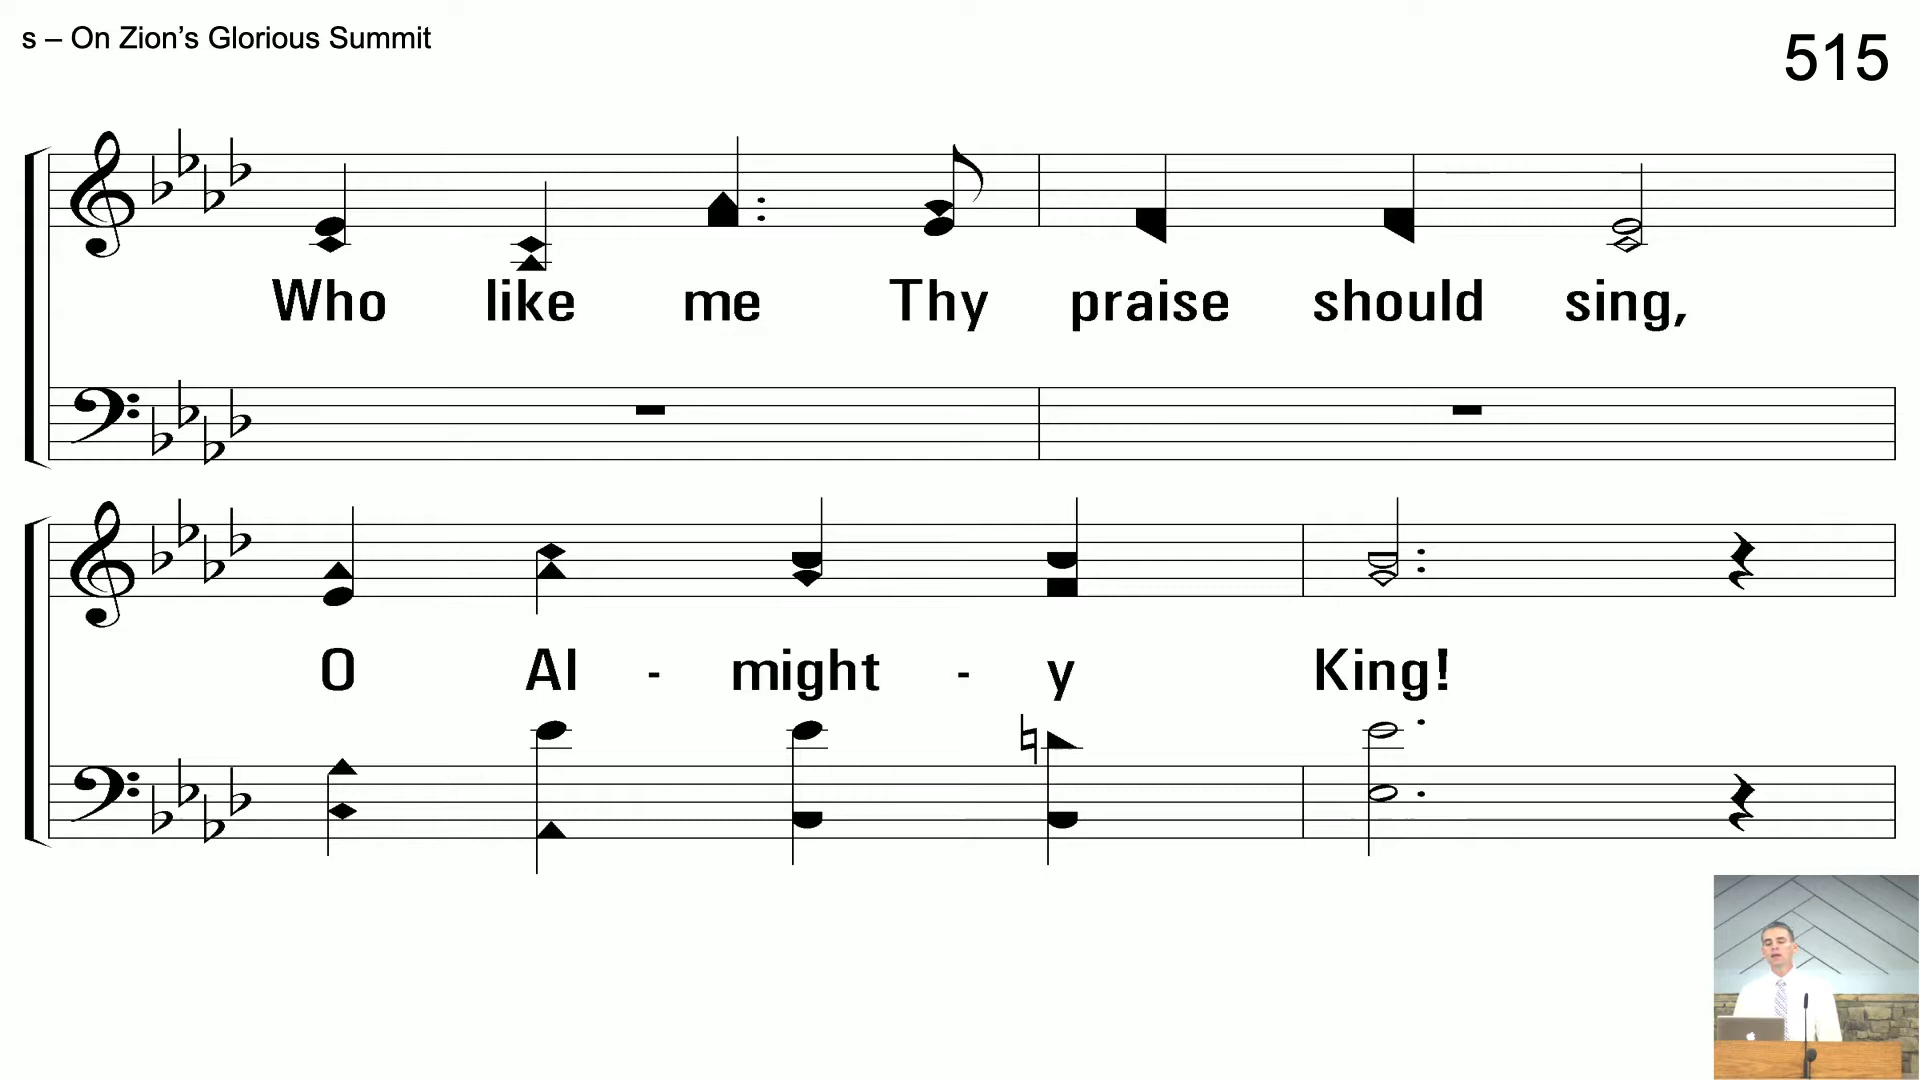 s – On Zion’s Glorious Summit
515
Who like me Thy praise should sing,
O Al - might - y King!